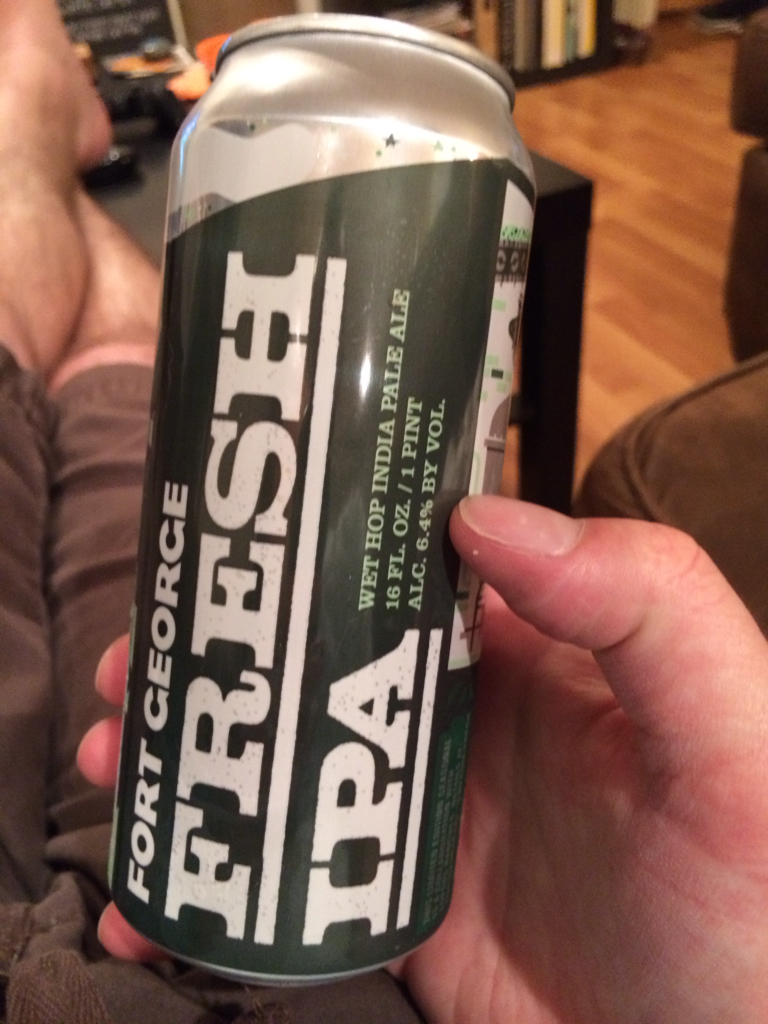 FORT GEORGE
FRESH
IPA
WET HOP INDIA PALE ALE
16 FL. OZ. / 1 PINT
ALC. 6.4% BY VOL.